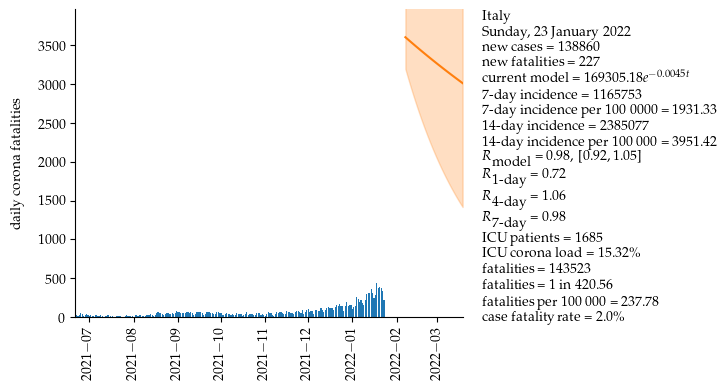 3500
3000
2500
2000
1500
1000
500
0
daily corona fatalities
2021−07
2021−08
2021−09
2021−10
2021−11
2021−12
2022−01
2022−02
2022−03
Italy
Sunday, 23 January 2022
new cases = 138860
new fatalities = 227
current model = 169305.18e^{−0.0045t}
7-day incidence = 1165753
7-day incidence per 100 0000 = 1931.33
14-day incidence = 2385077
14-day incidence per 100 000 = 3951.42
R_model = 0.98, [0.92, 1.05]
R_1-day = 0.72
R_4-day = 1.06
R_7-day = 0.98
ICU patients = 1685
ICU corona load = 15.32%
fatalities = 143523
fatalities = 1 in 420.56
fatalities per 100 000 = 237.78
case fatality rate = 2.0%